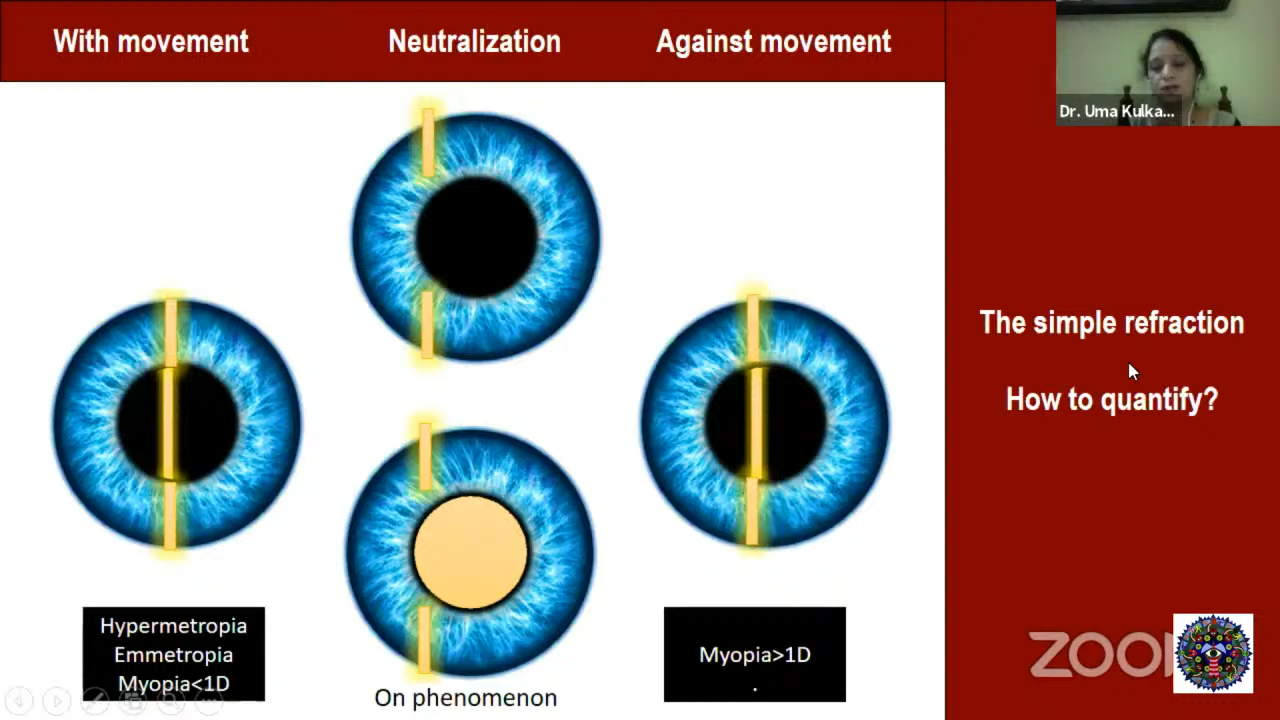 With movement
Neutralization
Against movement
Dr. Uma Kulka...
The simple refraction
How to quantify?
Hypermetropia
Emmetropia
Myopia<1D
On phenomenon
Myopia>1D
.